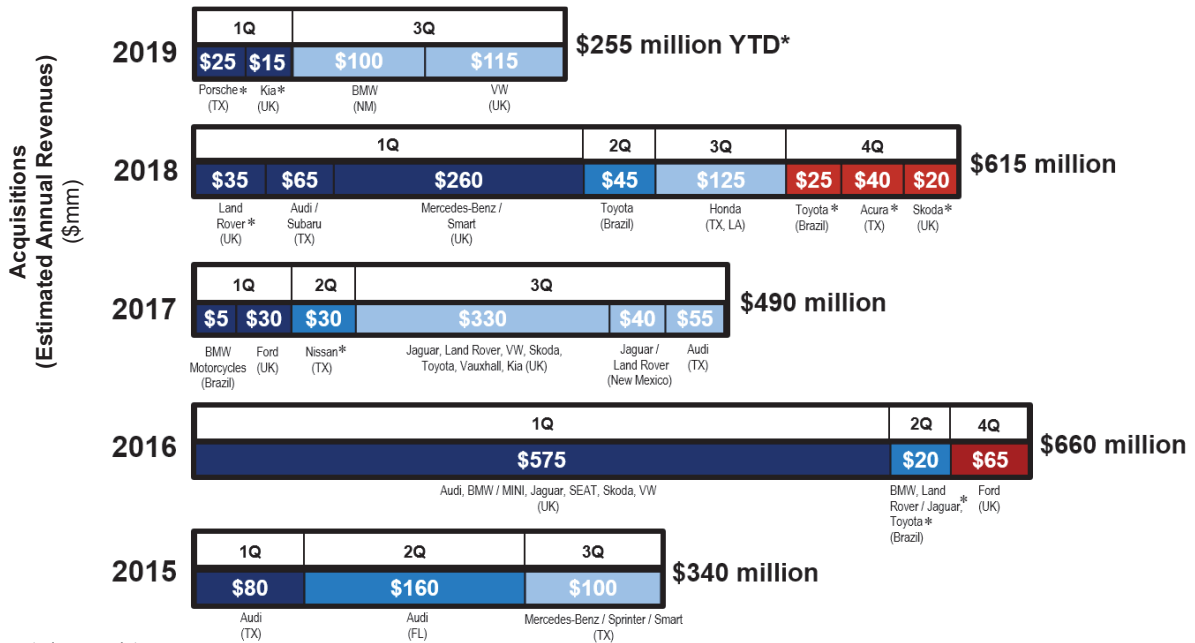 Acquisitions
(Estimated Annual Revenues)
($mm)
2019
1Q 3Q
$25 $15 $100 $115
$255 million YTD*
Porsche* Kia* BMW VW
(TX) (UK) (NM) (UK)
2018
1Q 2Q 3Q 4Q
$35 $65 $260 $45 $125 $25 $40 $20
$615 million
Land Audi / Mercedes-Benz / Toyota Honda Toyota* Acura* Skoda*
Rover* Subaru Smart (Brazil) (TX, LA) (Brazil) (TX) (UK)
(UK) (TX) (UK)
2017
1Q 2Q 3Q
$5 $30 $30 $330 $40 $55
$490 million
BMW Ford Nissan* Jaguar, Land Rover, VW, Skoda, Jaguar / Audi
Motorcycles (UK) (TX) Toyota, Vauxhall, Kia (UK) Land Rover (TX)
(Brazil) (New Mexico)
2016
1Q 2Q 4Q
$575 $20 $65
$660 million
Audi, BMW / MINI, Jaguar, SEAT, Skoda, VW BMW, Land Ford
(UK) Rover / Jaguar,* (UK)
Toyota*
(Brazil)
2015
1Q 2Q 3Q
$80 $160 $100
$340 million
Audi Audi Mercedes-Benz / Sprinter / Smart
(TX) (FL) (TX)